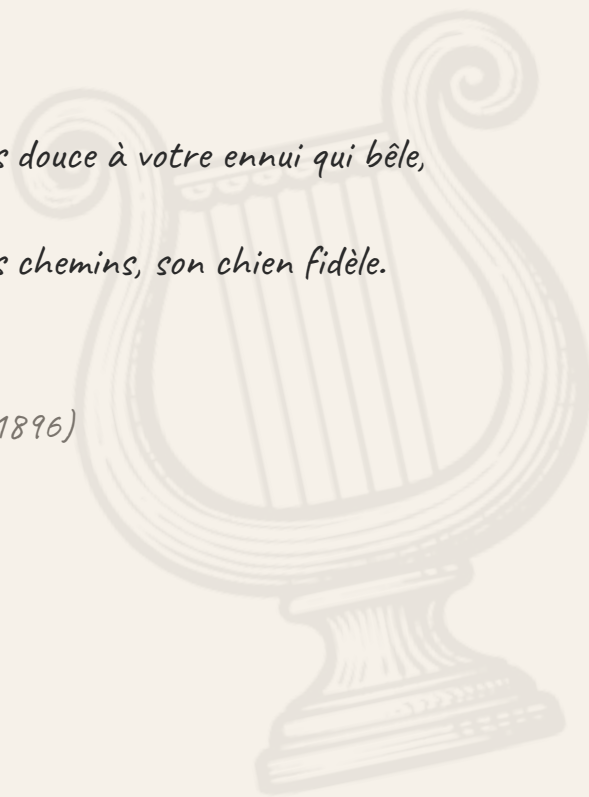 s douce à votre ennui qui bêle,
s chemins, son chien fidèle.
1896)